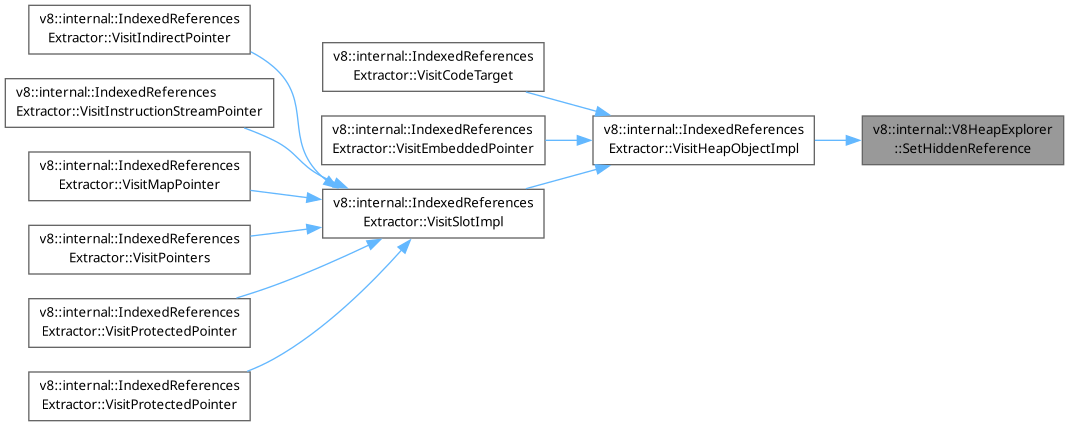 v8::internal::IndexedReferences
Extractor::VisitIndirectPointer
v8::internal::IndexedReferences
Extractor::VisitInstructionStreamPointer
v8::internal::IndexedReferences
Extractor::VisitMapPointer
v8::internal::IndexedReferences
Extractor::VisitPointers
v8::internal::IndexedReferences
Extractor::VisitProtectedPointer
v8::internal::IndexedReferences
Extractor::VisitProtectedPointer
v8::internal::IndexedReferences
Extractor::VisitCodeTarget
v8::internal::IndexedReferences
Extractor::VisitEmbeddedPointer
v8::internal::IndexedReferences
Extractor::VisitSlotImpl
v8::internal::IndexedReferences
Extractor::VisitHeapObjectImpl
v8::internal::V8HeapExplorer
::SetHiddenReference